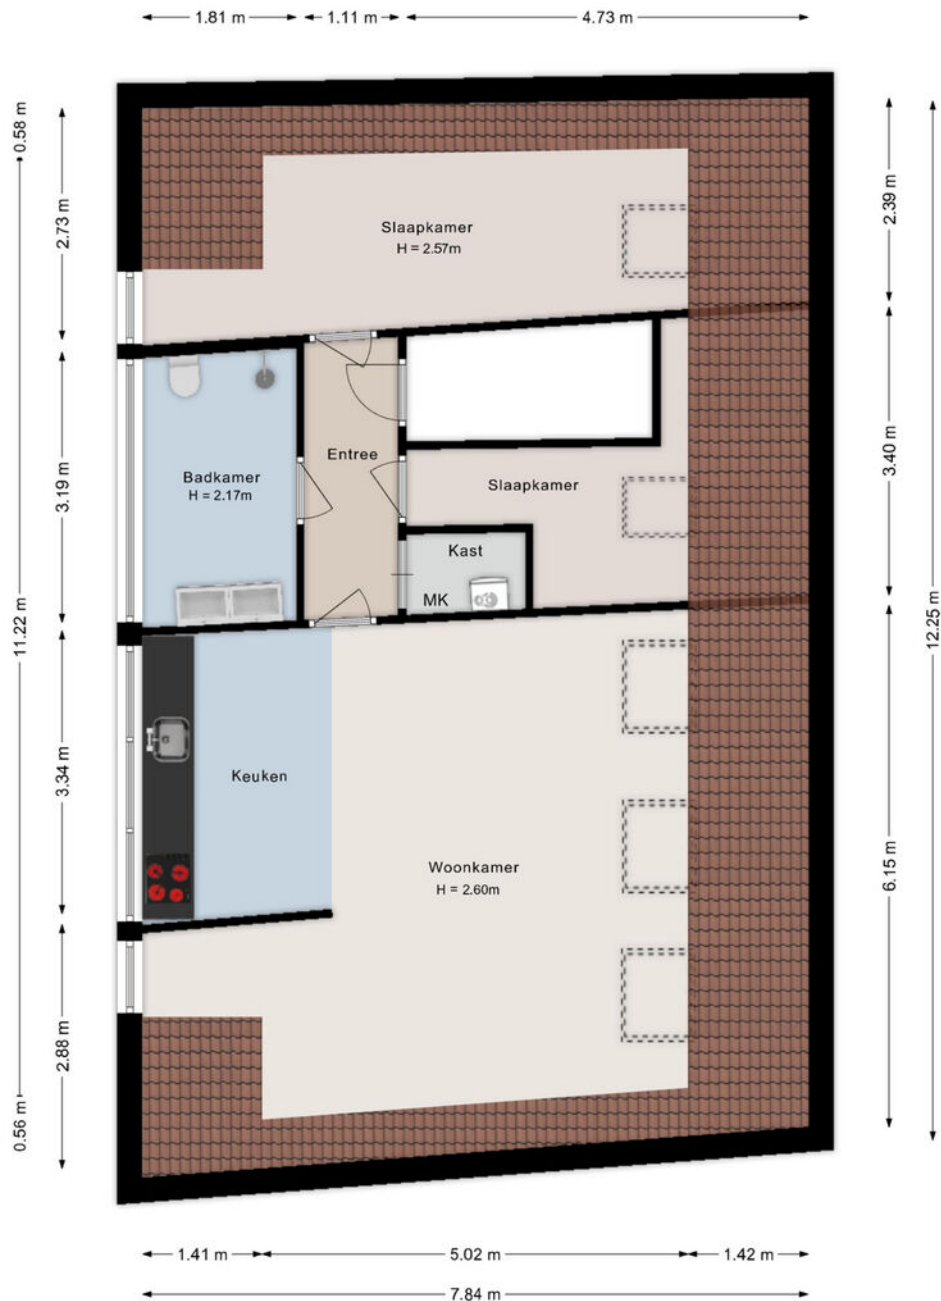 1.81 m
1.11 m
4.73 m
0.58 m
2.73 m
2.39 m
Slaapkamer
H = 2.57m
3.19 m
3.40 m
Entree
Badkamer
H = 2.17m
Slaapkamer
Kast
MK
11.22 m
12.25 m
3.34 m
Keuken
Woonkamer
H = 2.60m
6.15 m
2.88 m
0.56 m
1.41 m
5.02 m
1.42 m
7.84 m